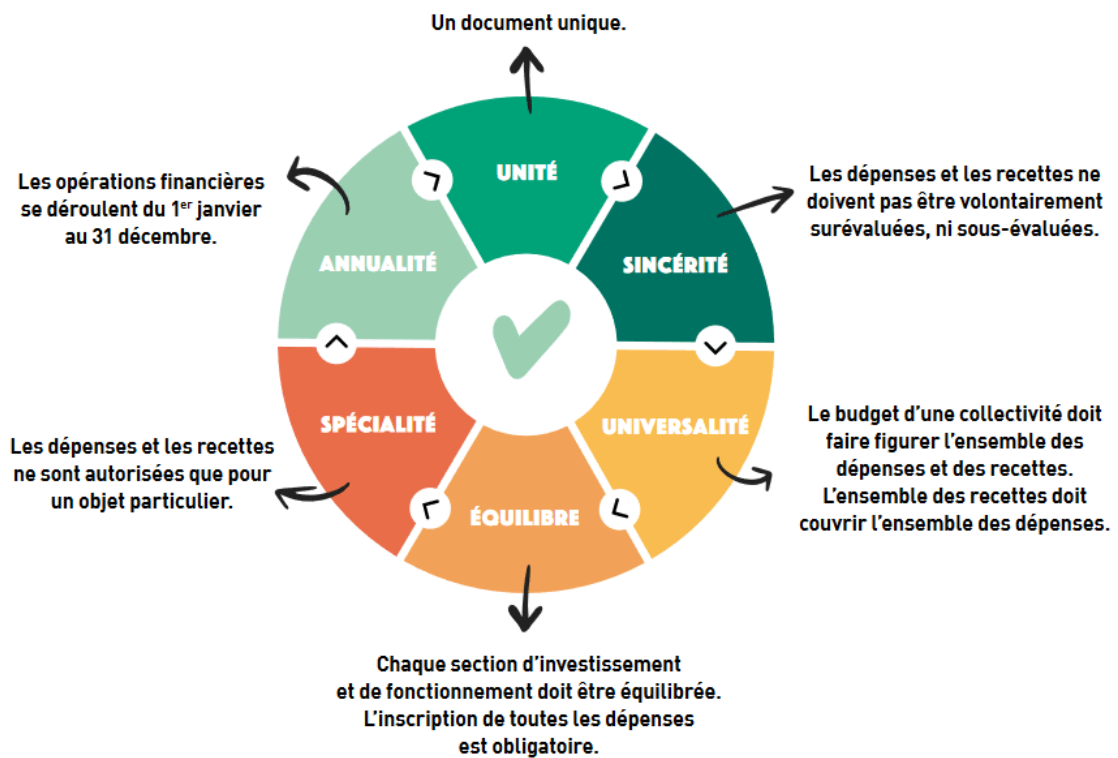 Un document unique.
UNITÉ
Les dépenses et les recettes ne
doivent pas être volontairement
surévaluées, ni sous-évaluées.
SINCÉRITÉ
Le budget d’une collectivité doit
faire figurer l’ensemble des
dépenses et des recettes.
L’ensemble des recettes doit
couvrir l’ensemble des dépenses.
UNIVERSALITÉ
ÉQUILIBRE
Chaque section d’investissement
et de fonctionnement doit être équilibrée.
L’inscription de toutes les dépenses
est obligatoire.
SPÉCIALITÉ
Les dépenses et les recettes
ne sont autorisées que pour
un objet particulier.
ANNUALITÉ
Les opérations financières
se déroulent du 1er janvier
au 31 décembre.